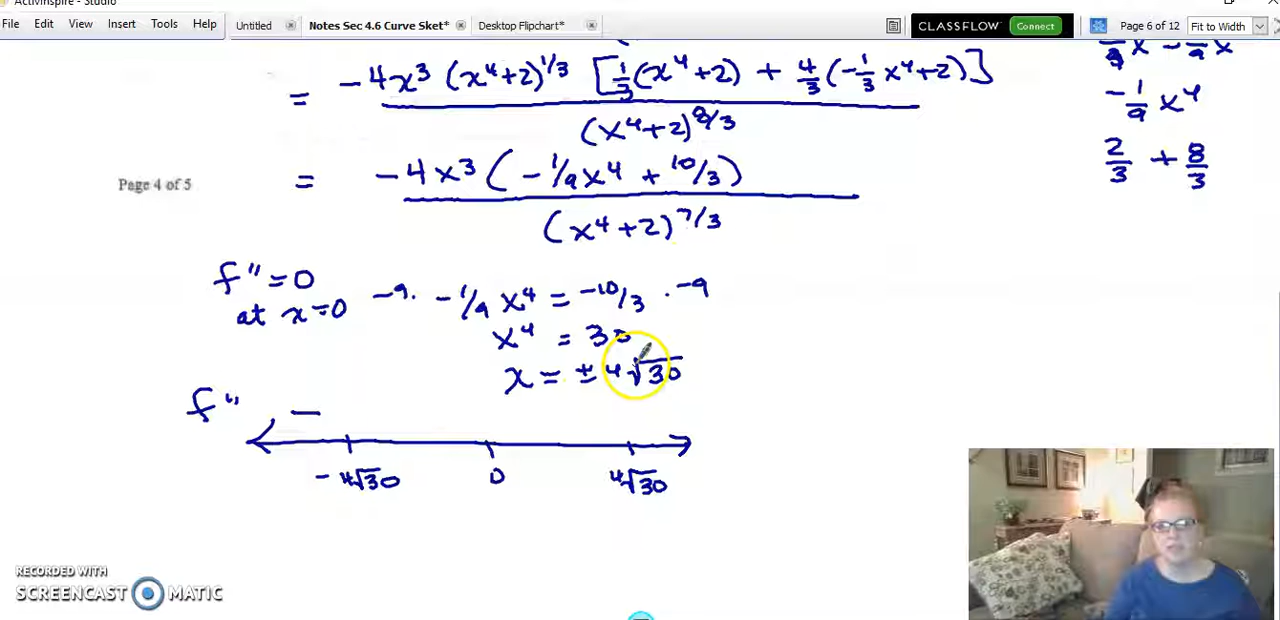 ActivInspire - Studio
File Edit View Insert Tools Help Untitled Notes Sec 4.6 Curve Sket* Desktop Flipchart* CLASSFLOW Connect Page 6 of 12 Fit to Width
= -4x³ (x⁴+2)^1/3 [1/3(x⁴+2) + 4/3(-1/3x⁴+2)]
(x⁴+2)^8/3
-1/9 x⁴
2/3 + 8/3
Page 4 of 5
= -4x³(-1/9x⁴ + 10/3)
(x⁴+2)^7/3
f"=0
at x=0
-9· -1/9 x⁴ = -10/3 ·-9
x⁴ = 30
x = ± ⁴√30
f" −
-⁴√30 0 ⁴√30
RECORDED WITH
SCREENCAST MATIC